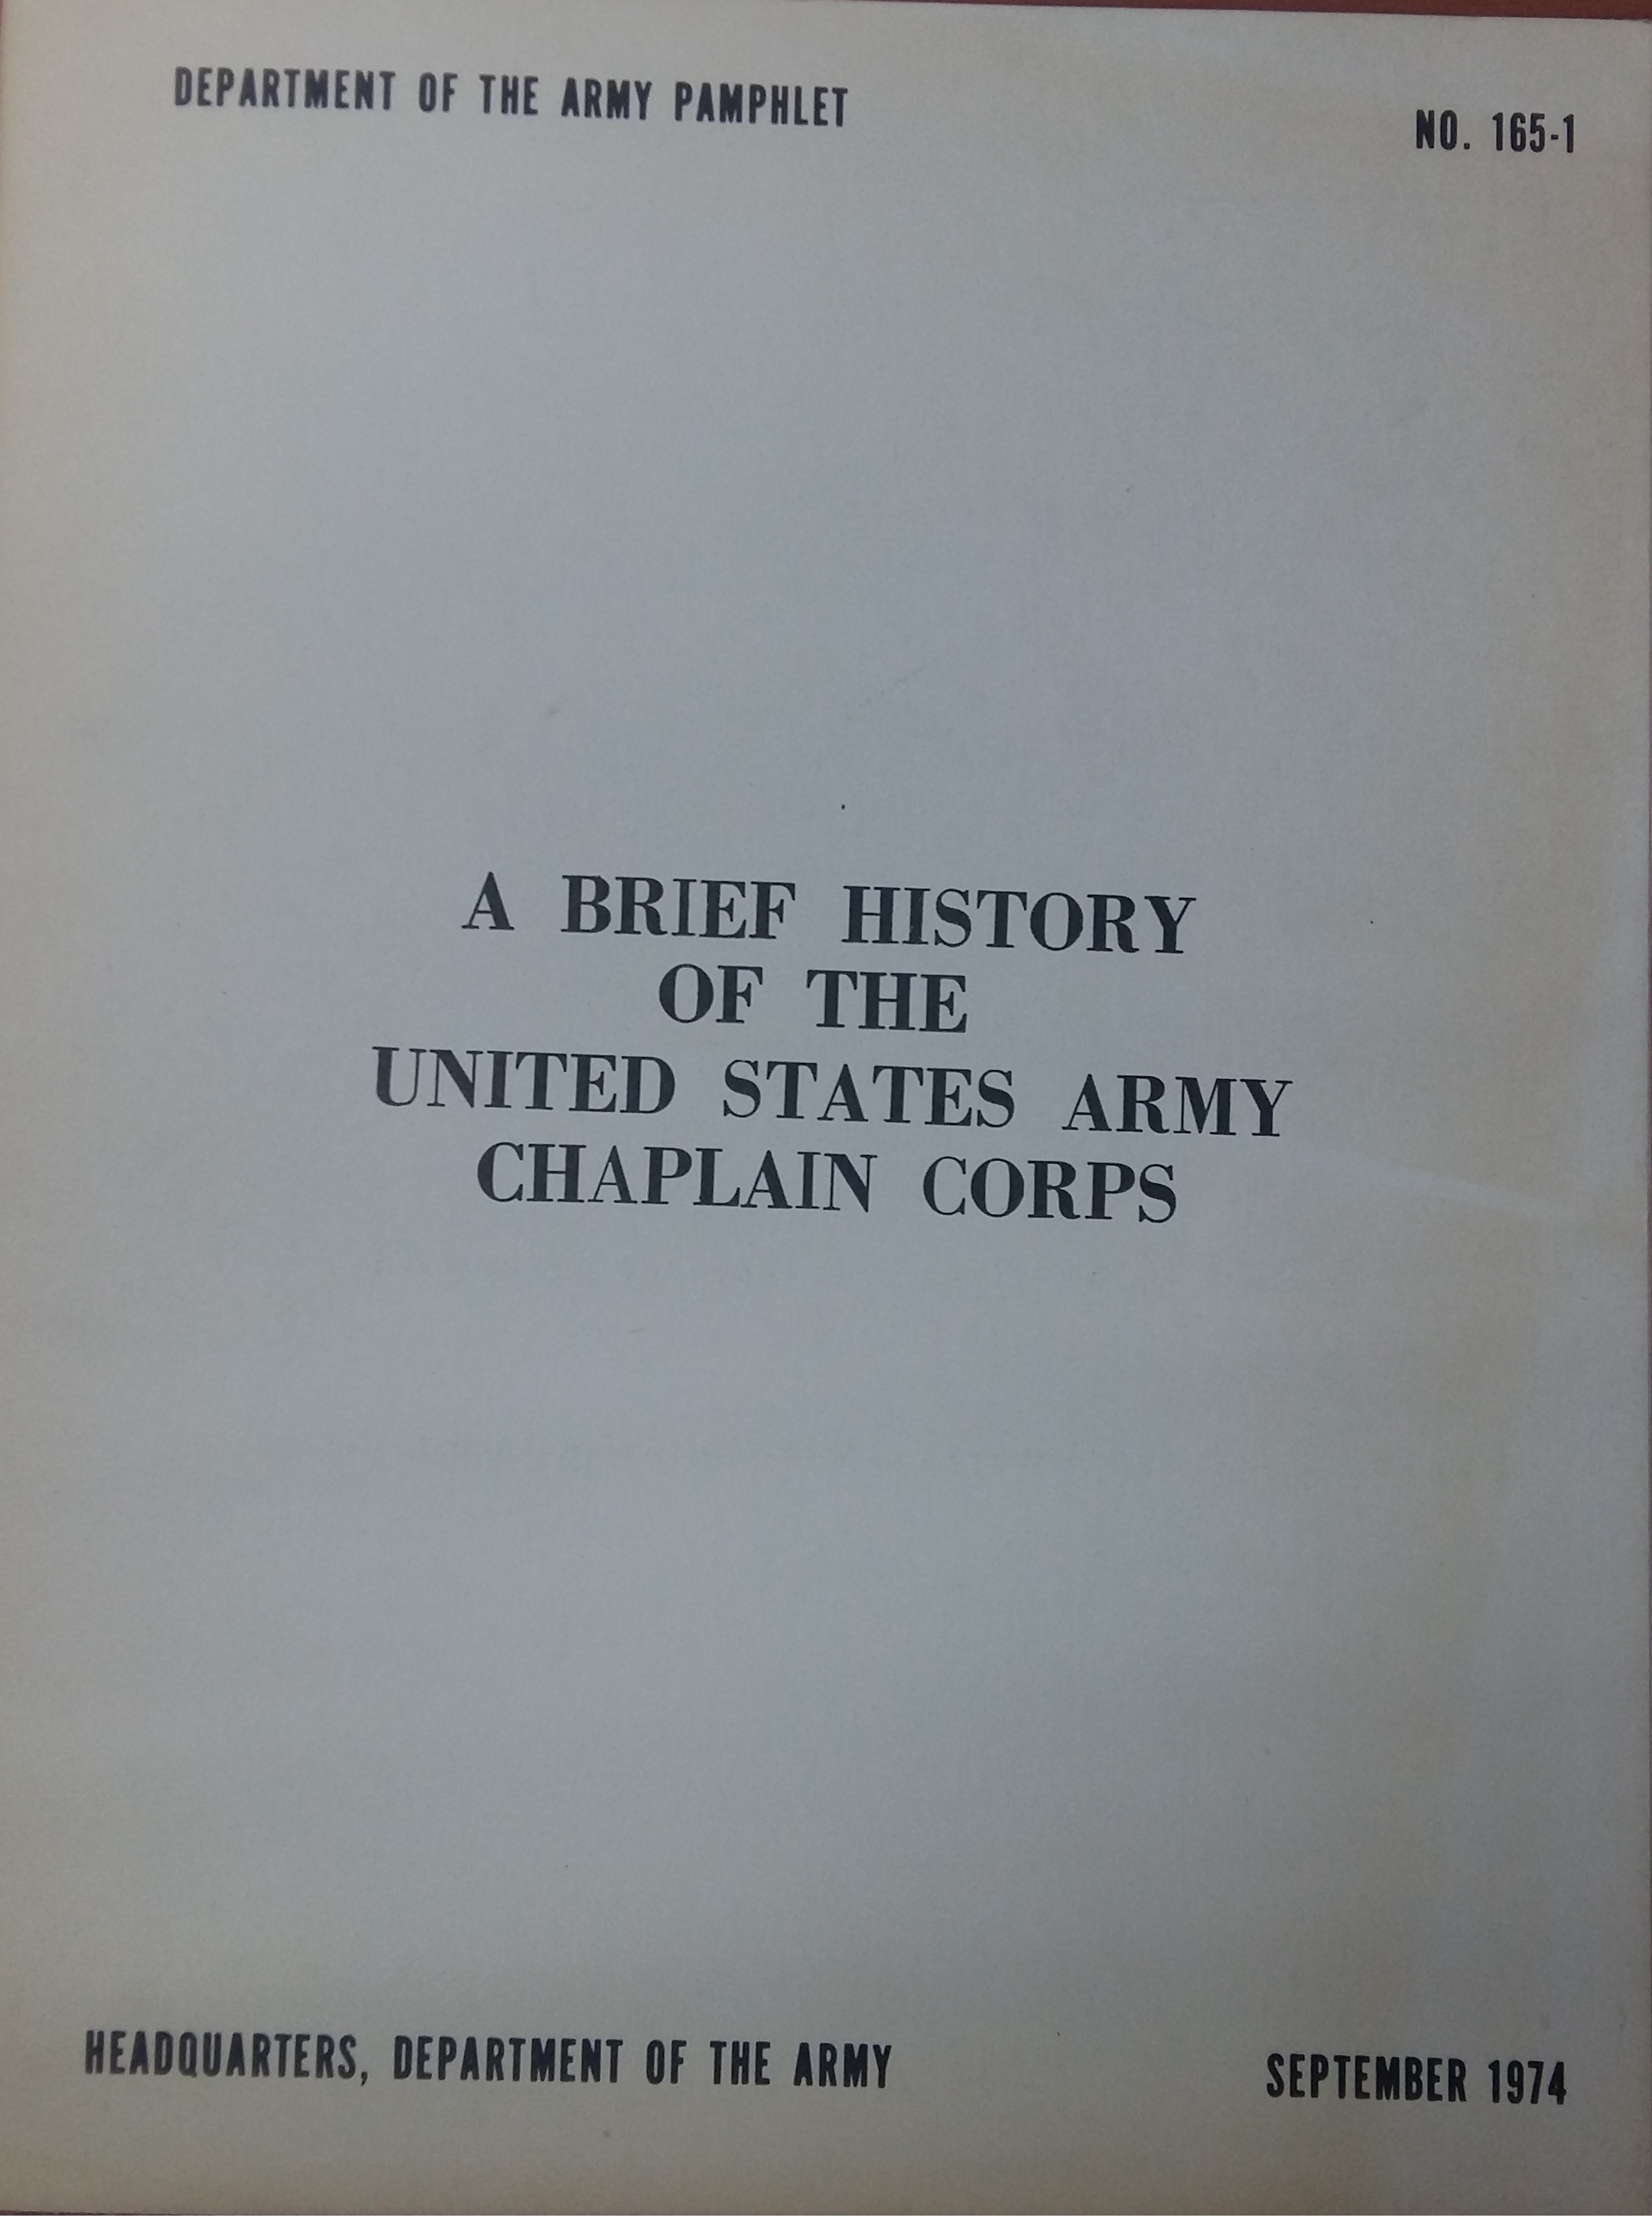 DEPARTMENT OF THE ARMY PAMPHLET
NO. 165-1
A BRIEF HISTORY
OF THE
UNITED STATES ARMY
CHAPLAIN CORPS
HEADQUARTERS, DEPARTMENT OF THE ARMY
SEPTEMBER 1974